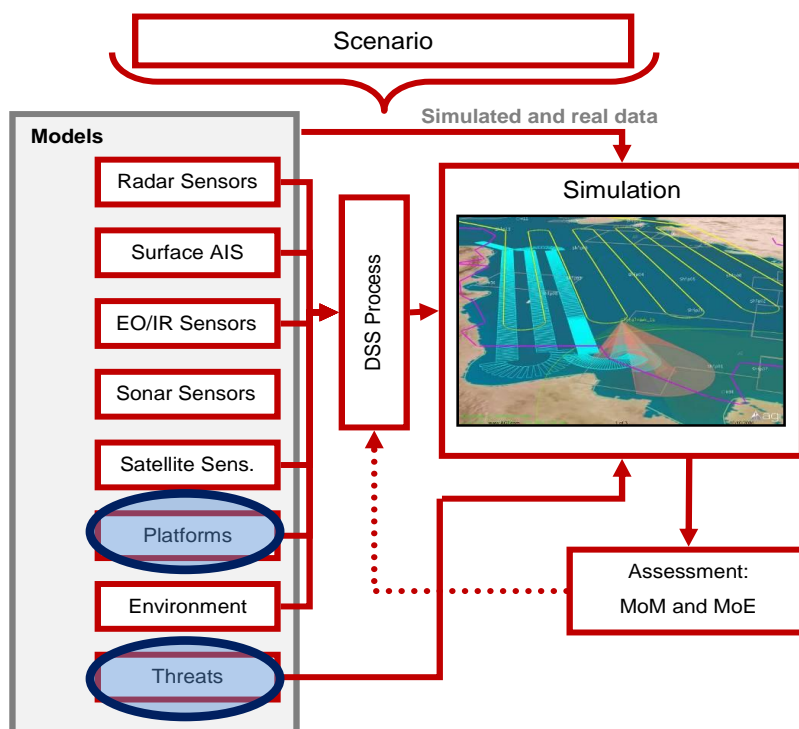 Scenario
Simulated and real data
Models
Radar Sensors
Surface AIS
EO/IR Sensors
Sonar Sensors
Satellite Sens.
Platforms
Environment
Threats
DSS Process
Simulation
Assessment:
MoM and MoE